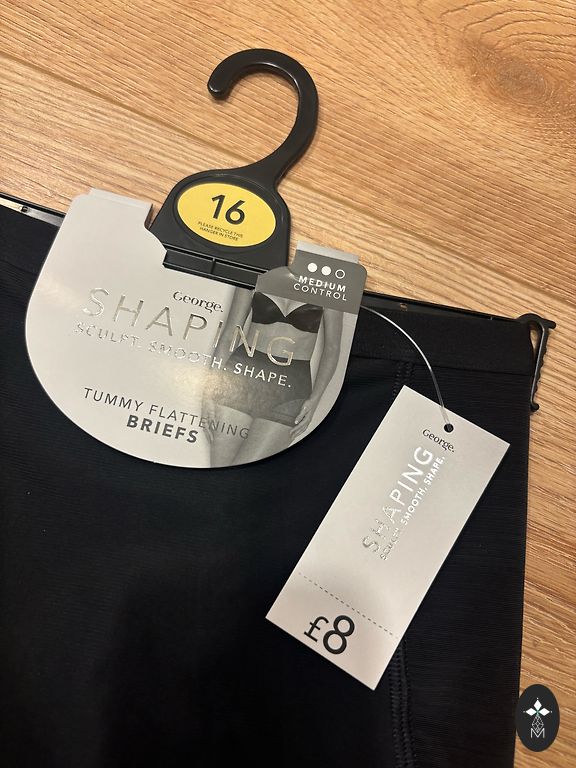 16
PLEASE RECYCLE THIS
HANGER IN STORE
MEDIUM
CONTROL
George.
SHAPING
SCULPT. SMOOTH. SHAPE.
TUMMY FLATTENING
BRIEFS
George.
SHAPING
SCULPT. SMOOTH. SHAPE.
£8
M